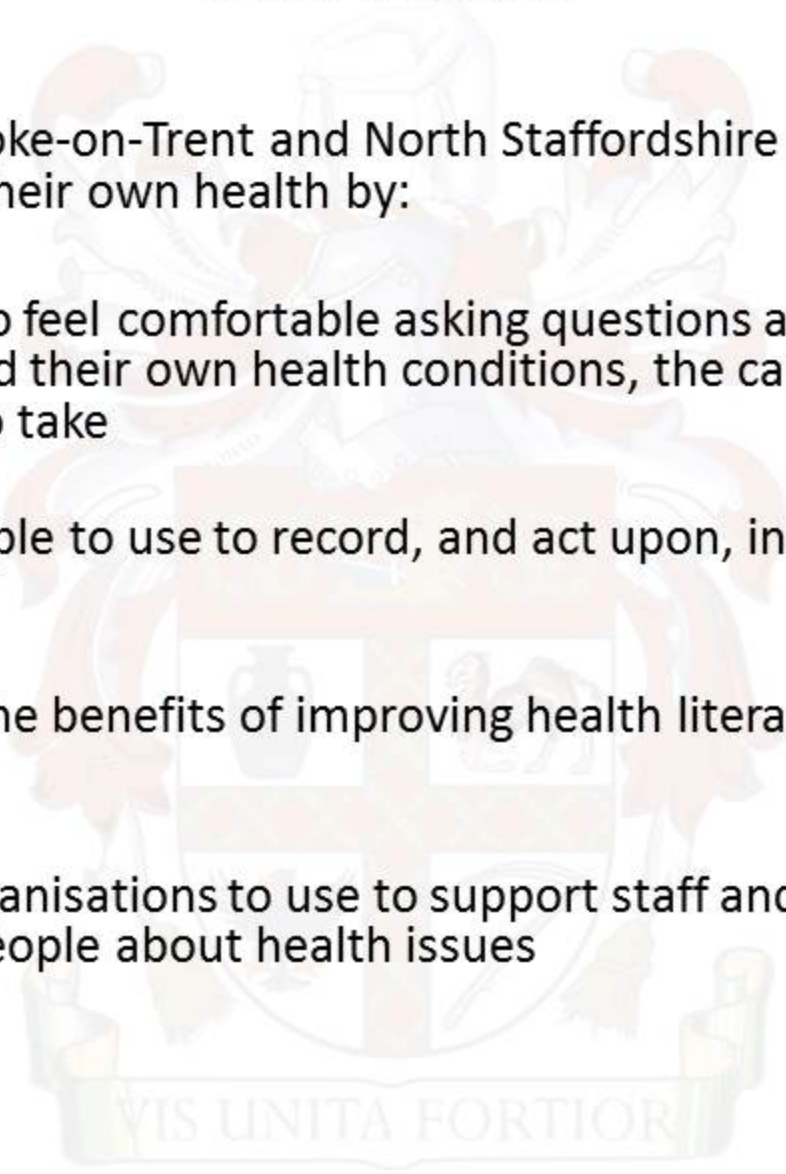 oke-on-Trent and North Staffordshire
heir own health by:
o feel comfortable asking questions a
d their own health conditions, the ca
o take
ple to use to record, and act upon, in
he benefits of improving health litera
anisations to use to support staff and
eople about health issues
VIS UNITA FORTIOR